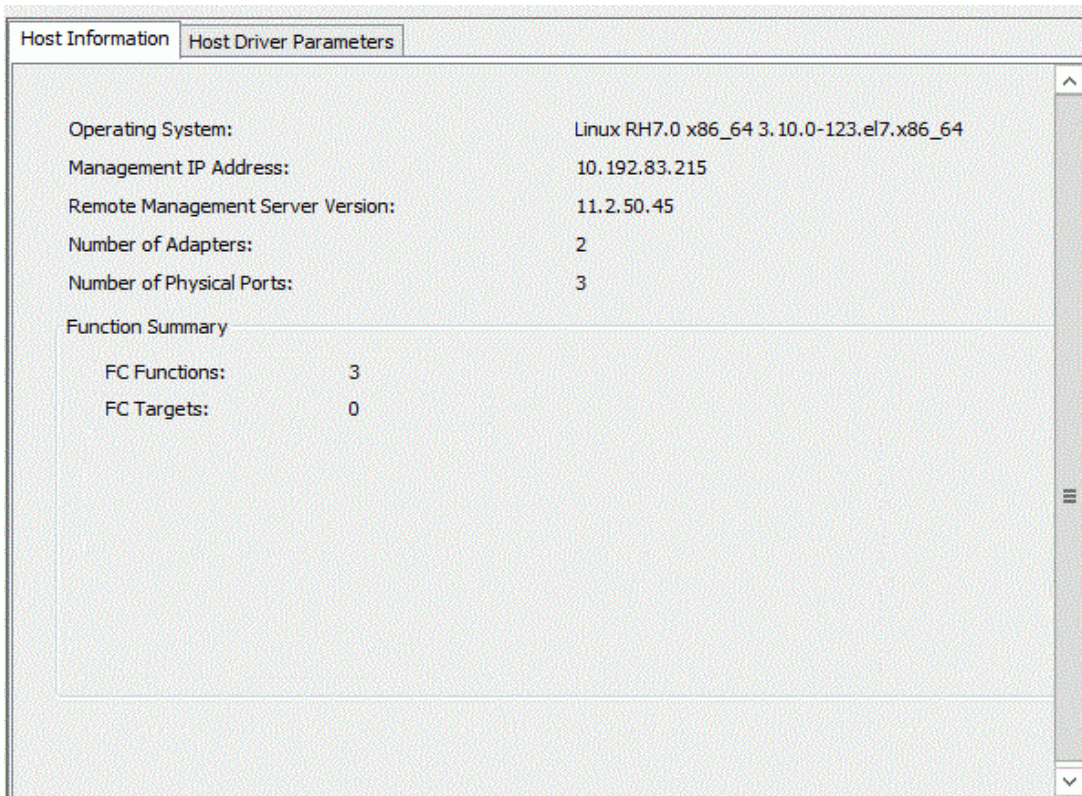 Host Information Host Driver Parameters
Operating System: Linux RH7.0 x86_64 3.10.0-123.el7.x86_64
Management IP Address: 10.192.83.215
Remote Management Server Version: 11.2.50.45
Number of Adapters: 2
Number of Physical Ports: 3
Function Summary
FC Functions: 3
FC Targets: 0